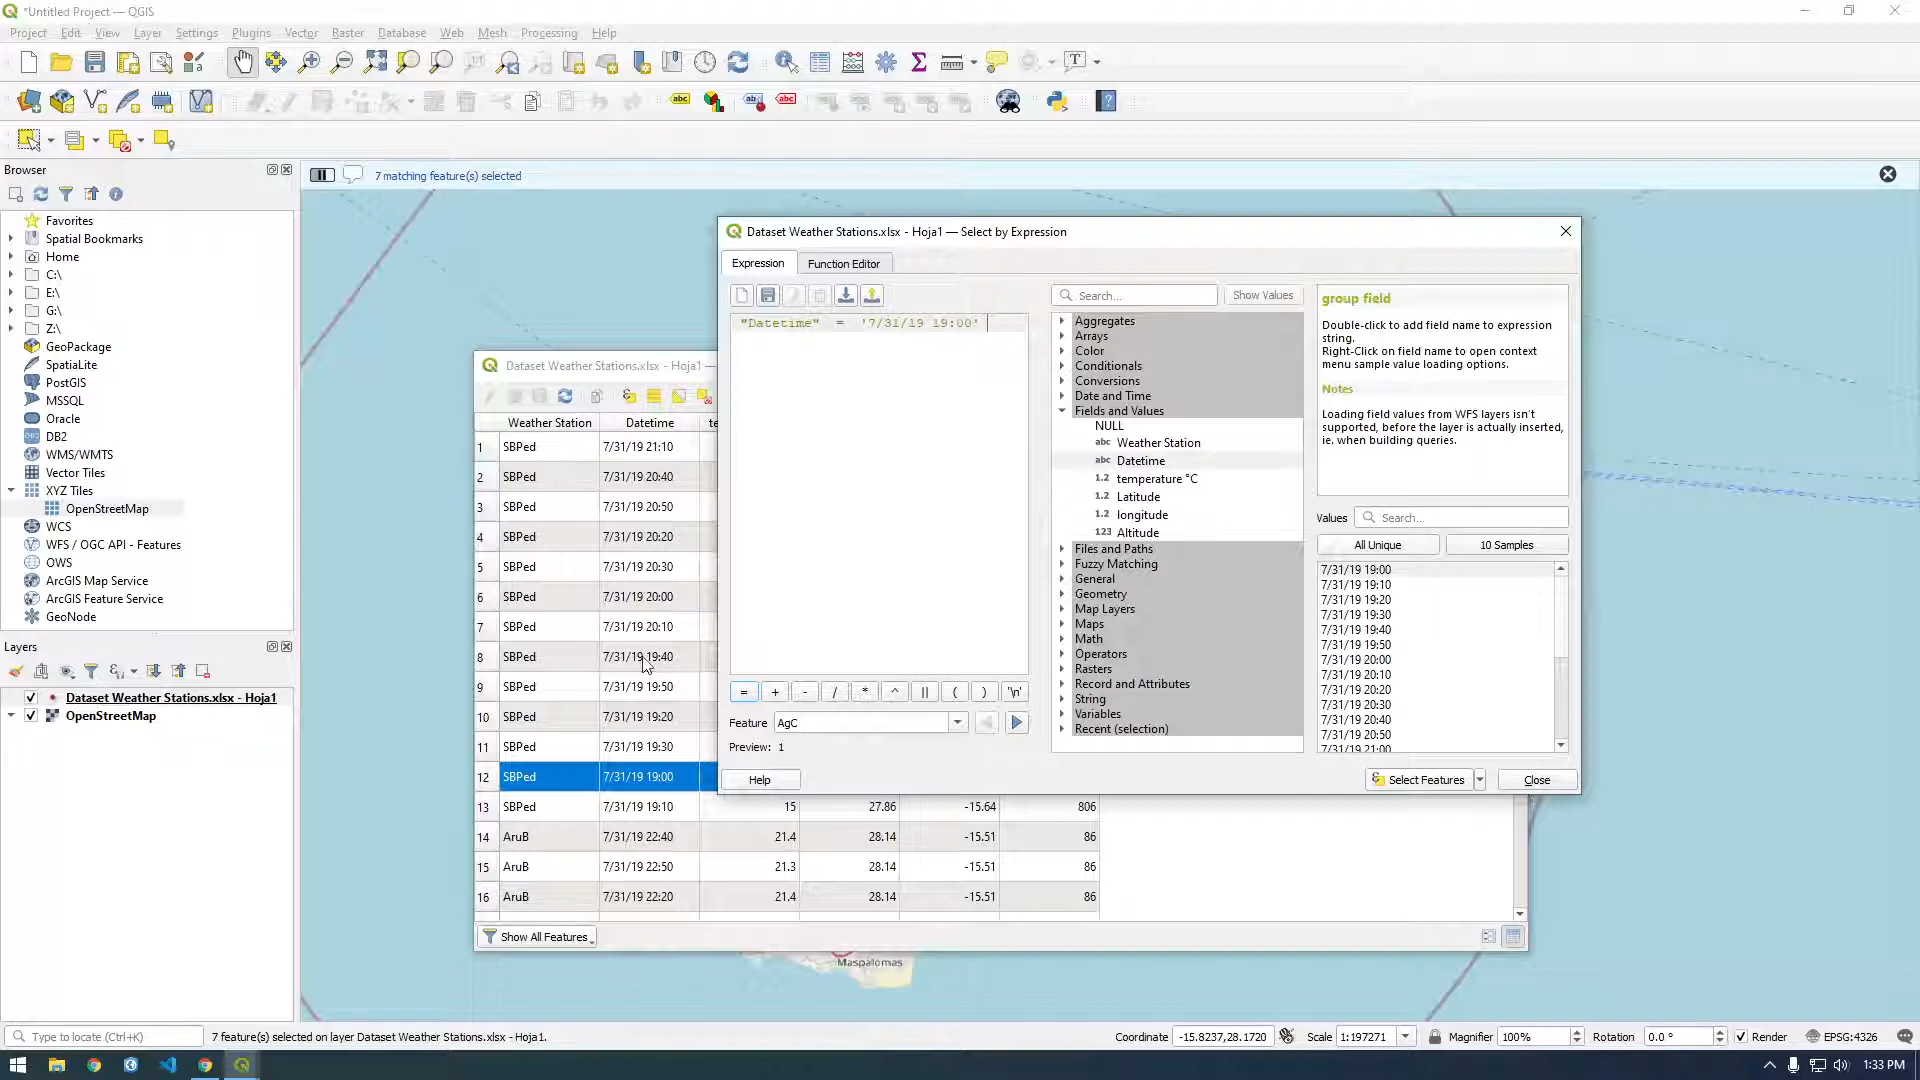 *Untitled Project — QGIS
Project Edit View Layer Settings Plugins Vector Raster Database Web Mesh Processing Help
Browser
Favorites
Spatial Bookmarks
Home
C:\
E:\
G:\
Z:\
GeoPackage
SpatiaLite
PostGIS
MSSQL
Oracle
DB2
WMS/WMTS
Vector Tiles
XYZ Tiles
OpenStreetMap
WCS
WFS / OGC API - Features
OWS
ArcGIS Map Service
ArcGIS Feature Service
GeoNode
Layers
Dataset Weather Stations.xlsx - Hoja1
OpenStreetMap
7 matching feature(s) selected
Dataset Weather Stations.xlsx - Hoja1 —
Weather Station Datetime te
1 SBPed 7/31/19 21:10
2 SBPed 7/31/19 20:40
3 SBPed 7/31/19 20:50
4 SBPed 7/31/19 20:20
5 SBPed 7/31/19 20:30
6 SBPed 7/31/19 20:00
7 SBPed 7/31/19 20:10
8 SBPed 7/31/19 19:40
9 SBPed 7/31/19 19:50
10 SBPed 7/31/19 19:20
11 SBPed 7/31/19 19:30
12 SBPed 7/31/19 19:00
13 SBPed 7/31/19 19:10 15 27.86 -15.64 806
14 AruB 7/31/19 22:40 21.4 28.14 -15.51 86
15 AruB 7/31/19 22:50 21.3 28.14 -15.51 86
16 AruB 7/31/19 22:20 21.4 28.14 -15.51 86
Show All Features
Maspalomas
Dataset Weather Stations.xlsx - Hoja1 — Select by Expression
Expression Function Editor
"Datetime" = '7/31/19 19:00'
= + - / * ^ || ( ) '\n'
Feature AgC
Preview: 1
Help
Search... Show Values
Aggregates
Arrays
Color
Conditionals
Conversions
Date and Time
Fields and Values
NULL
abc Weather Station
abc Datetime
1.2 temperature °C
1.2 Latitude
1.2 longitude
123 Altitude
Files and Paths
Fuzzy Matching
General
Geometry
Map Layers
Maps
Math
Operators
Rasters
Record and Attributes
String
Variables
Recent (selection)
group field
Double-click to add field name to expression
string.
Right-Click on field name to open context
menu sample value loading options.
Notes
Loading field values from WFS layers isn't
supported, before the layer is actually inserted,
ie. when building queries.
Values Search...
All Unique 10 Samples
7/31/19 19:00
7/31/19 19:10
7/31/19 19:20
7/31/19 19:30
7/31/19 19:40
7/31/19 19:50
7/31/19 20:00
7/31/19 20:10
7/31/19 20:20
7/31/19 20:30
7/31/19 20:40
7/31/19 20:50
7/31/19 21:00
Select Features Close
Type to locate (Ctrl+K) 7 feature(s) selected on layer Dataset Weather Stations.xlsx - Hoja1. Coordinate -15.8237,28.1720 Scale 1:197271 Magnifier 100% Rotation 0.0 ° Render EPSG:4326
1:33 PM